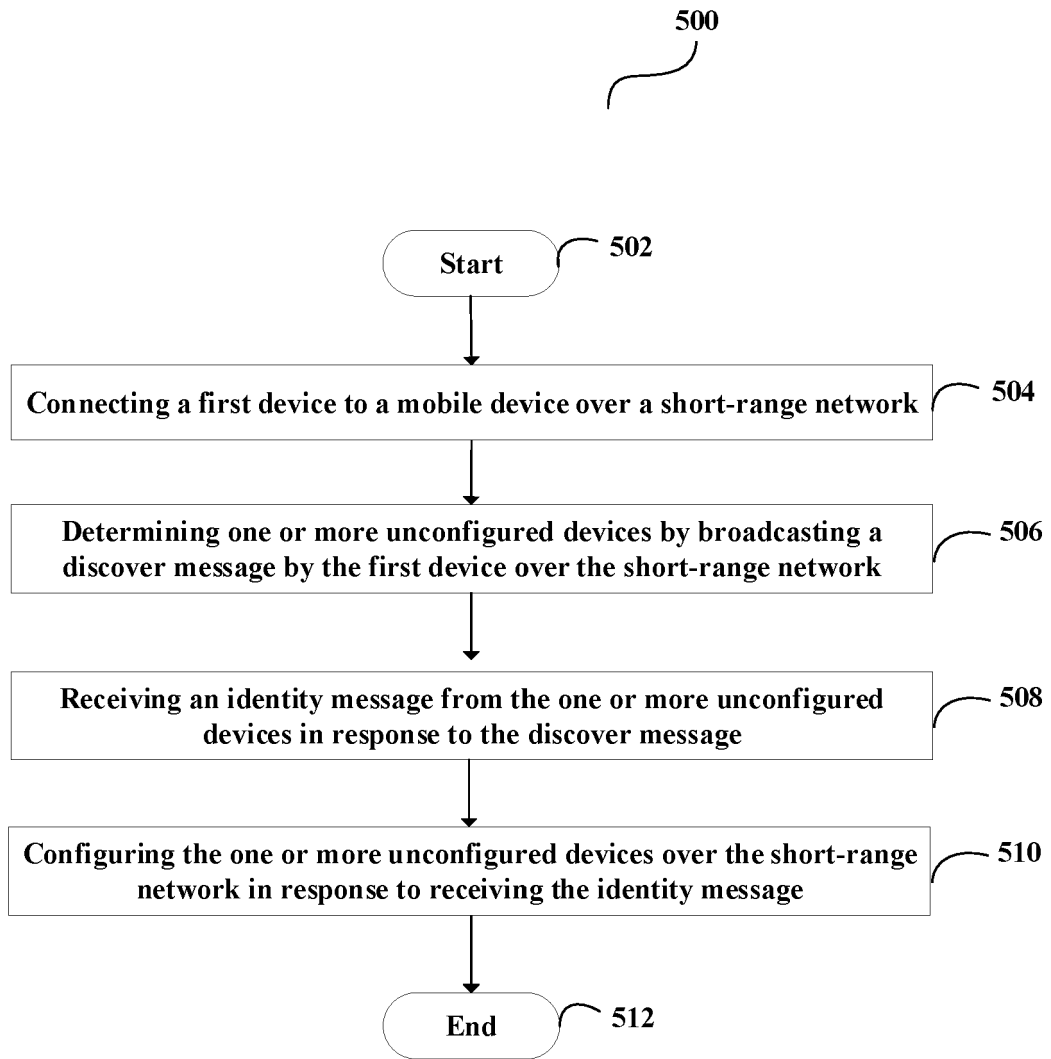 500
Start
502
Connecting a first device to a mobile device over a short-range network
504
Determining one or more unconfigured devices by broadcasting a
discover message by the first device over the short-range network
506
Receiving an identity message from the one or more unconfigured
devices in response to the discover message
508
Configuring the one or more unconfigured devices over the short-range
network in response to receiving the identity message
510
End
512